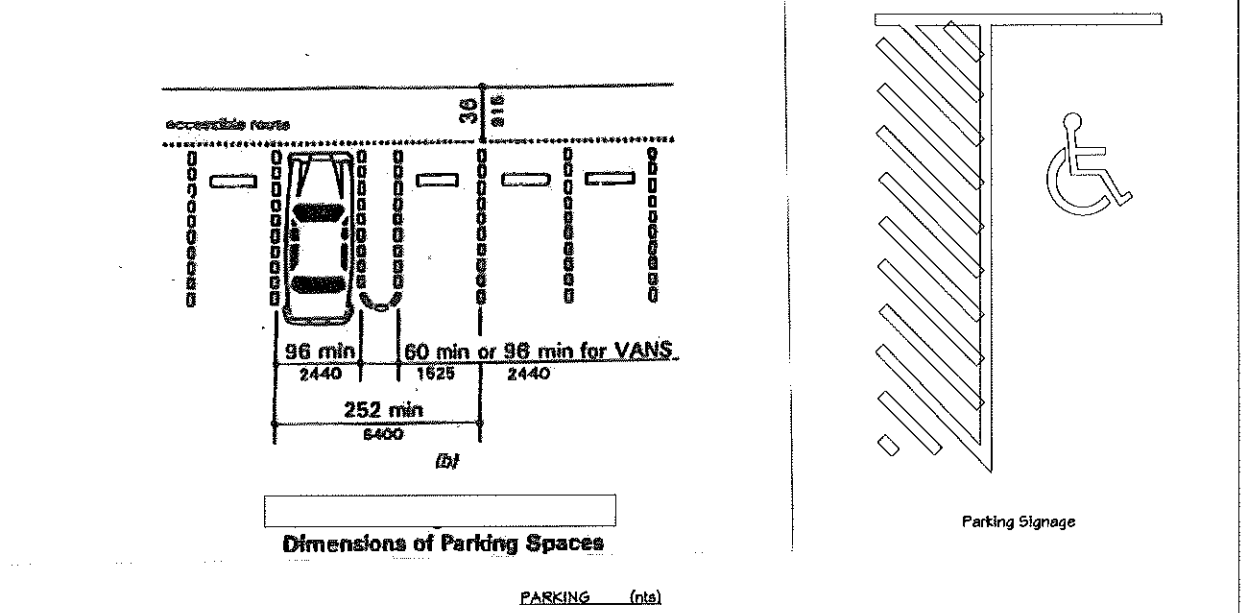 36
915
accessible route
96 min
2440
60 min or 96 min for VANS
1525
2440
252 min
6400
(b)
Dimensions of Parking Spaces
PARKING (nts)
Parking Signage